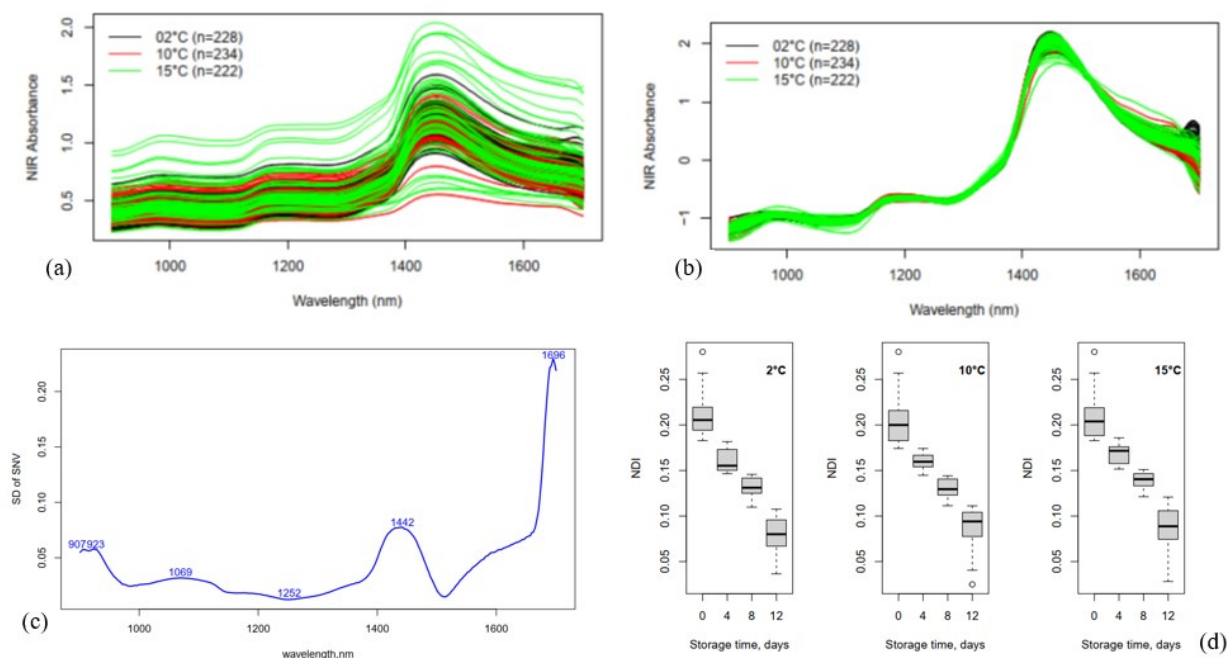 NIR Absorbance
2.0
1.5
1.0
0.5
02°C (n=228)
10°C (n=234)
15°C (n=222)
1000 1200 1400 1600
Wavelength (nm)
(a)
NIR Absorbance
2
1
0
−1
02°C (n=228)
10°C (n=234)
15°C (n=222)
1000 1200 1400 1600
Wavelength (nm)
(b)
SD of SNV
0.20
0.15
0.10
0.05
907923
1069
1252
1442
1696
1000 1200 1400 1600
wavelength,nm
(c)
NDI
0.25
0.20
0.15
0.10
0.05
2°C
0 4 8 12
Storage time, days
NDI
0.25
0.20
0.15
0.10
0.05
10°C
0 4 8 12
Storage time, days
NDI
0.25
0.20
0.15
0.10
0.05
15°C
0 4 8 12
Storage time, days
(d)